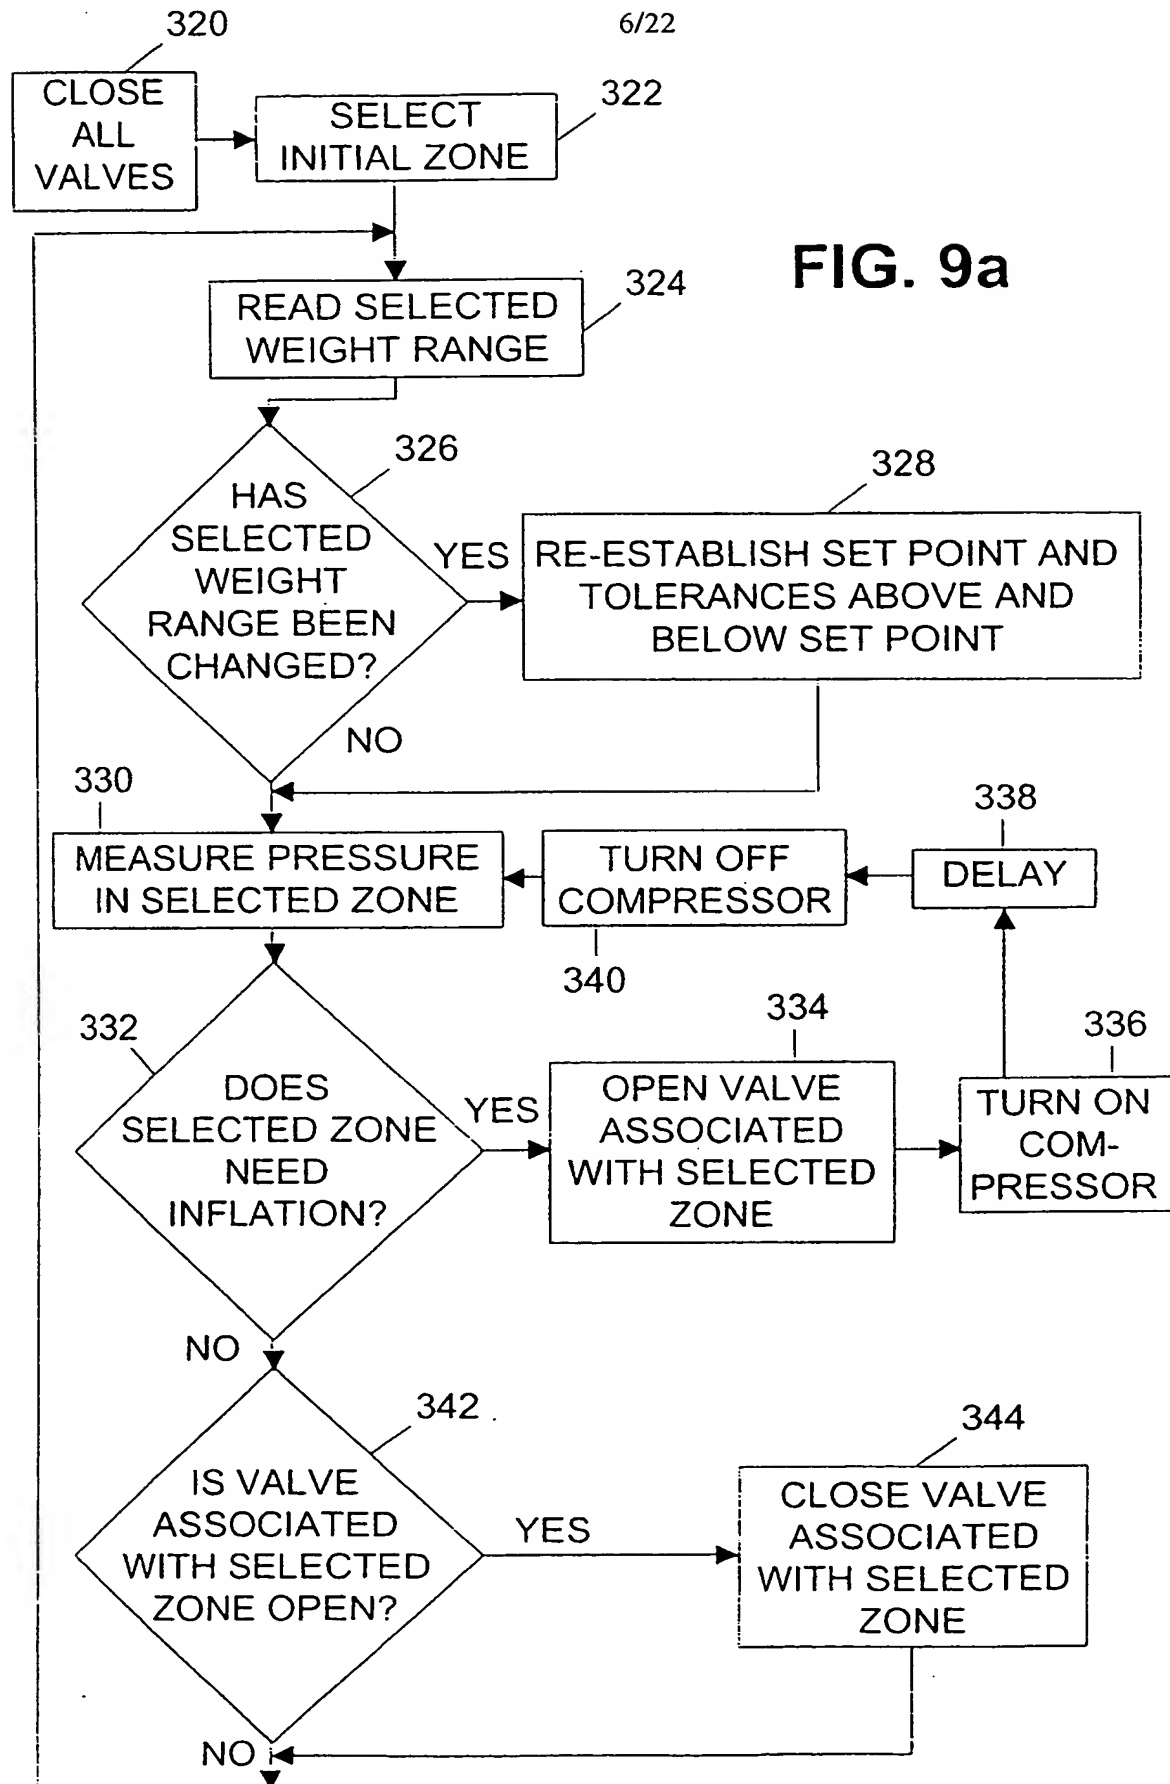 320
6/22
CLOSE
ALL
VALVES
SELECT
INITIAL ZONE
322
FIG. 9a
READ SELECTED
WEIGHT RANGE
324
326
HAS
SELECTED
WEIGHT
RANGE BEEN
CHANGED?
YES
328
RE-ESTABLISH SET POINT AND
TOLERANCES ABOVE AND
BELOW SET POINT
NO
330
MEASURE PRESSURE
IN SELECTED ZONE
TURN OFF
COMPRESSOR
340
338
DELAY
332
DOES
SELECTED ZONE
NEED
INFLATION?
YES
334
OPEN VALVE
ASSOCIATED
WITH SELECTED
ZONE
336
TURN ON
COM-
PRESSOR
NO
342
IS VALVE
ASSOCIATED
WITH SELECTED
ZONE OPEN?
YES
344
CLOSE VALVE
ASSOCIATED
WITH SELECTED
ZONE
NO